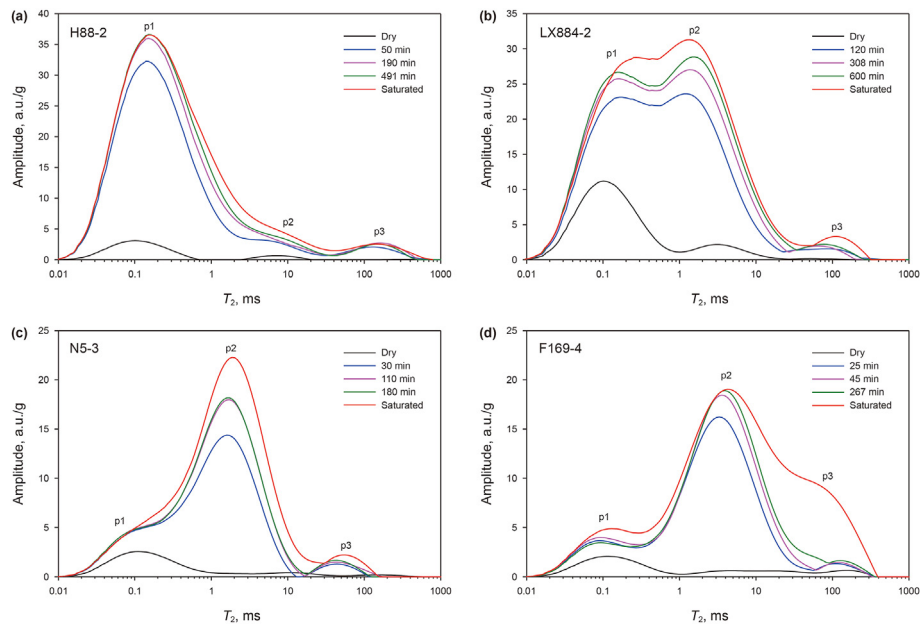 (a)
H88-2
p1
p2
p3
Dry
50 min
190 min
491 min
Saturated
Amplitude, a.u./g
40
35
30
25
20
15
10
5
0
0.01 0.1 1 10 100 1000
T2, ms
(b)
LX884-2
p1
p2
p3
Dry
120 min
308 min
600 min
Saturated
Amplitude, a.u./g
35
30
25
20
15
10
5
0
0.01 0.1 1 10 100 1000
T2, ms
(c)
N5-3
p1
p2
p3
Dry
30 min
110 min
180 min
Saturated
Amplitude, a.u./g
25
20
15
10
5
0
0.01 0.1 1 10 100 1000
T2, ms
(d)
F169-4
p1
p2
p3
Dry
25 min
45 min
267 min
Saturated
Amplitude, a.u./g
25
20
15
10
5
0
0.01 0.1 1 10 100 1000
T2, ms